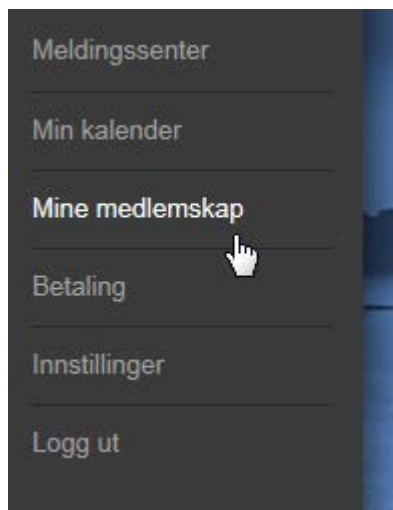 Meldingssenter
Min kalender
Mine medlemskap
Betaling
Innstillinger
Logg ut